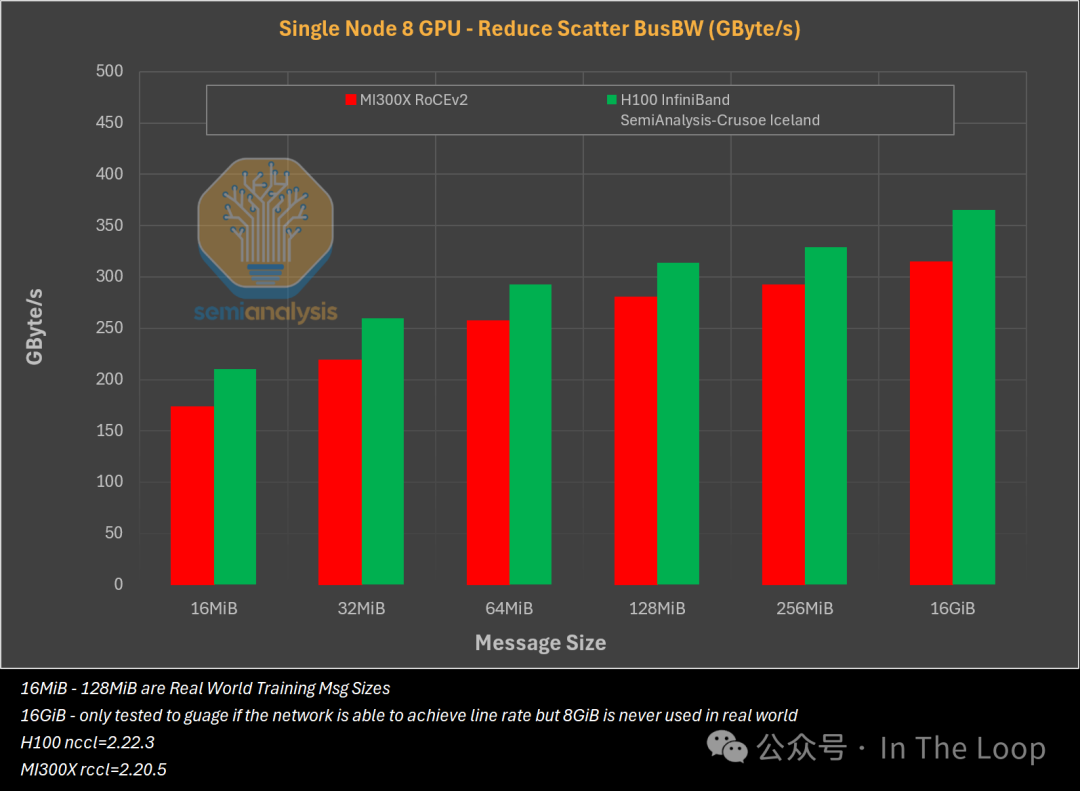 Single Node 8 GPU - Reduce Scatter BusBW (GByte/s)
500
MI300X RoCEv2
H100 InfiniBand
SemiAnalysis-Crusoe Iceland
450
400
350
300
250
200
150
100
50
0
semianalysis
GByte/s
16MiB
32MiB
64MiB
128MiB
256MiB
16GiB
Message Size
16MiB - 128MiB are Real World Training Msg Sizes
16GiB - only tested to guage if the network is able to achieve line rate but 8GiB is never used in real world
H100 nccl=2.22.3
MI300X rccl=2.20.5
公众号 · In The Loop